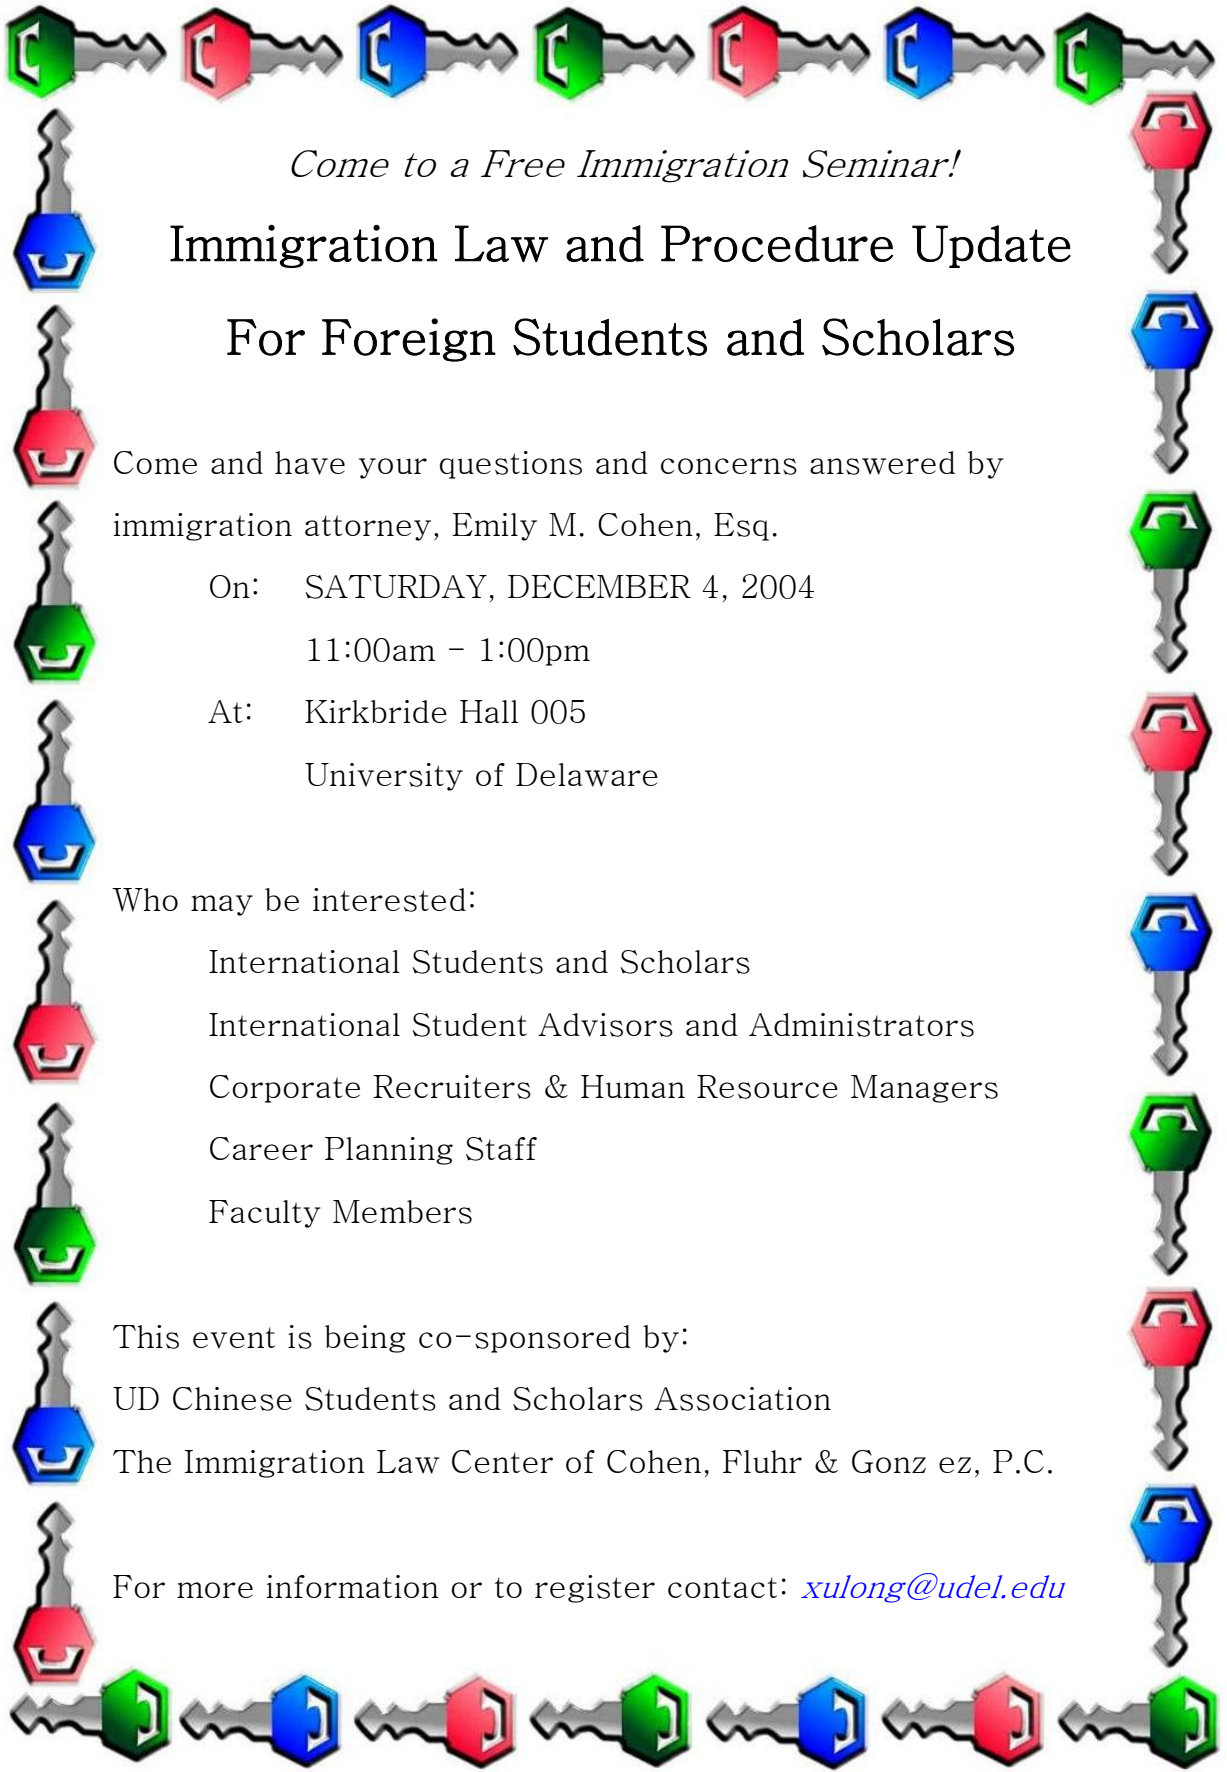 Come to a Free Immigration Seminar!
Immigration Law and Procedure Update
For Foreign Students and Scholars
Come and have your questions and concerns answered by
immigration attorney, Emily M. Cohen, Esq.
On: SATURDAY, DECEMBER 4, 2004
11:00am - 1:00pm
At: Kirkbride Hall 005
University of Delaware
Who may be interested:
International Students and Scholars
International Student Advisors and Administrators
Corporate Recruiters & Human Resource Managers
Career Planning Staff
Faculty Members
This event is being co-sponsored by:
UD Chinese Students and Scholars Association
The Immigration Law Center of Cohen, Fluhr & Gonz ez, P.C.
For more information or to register contact: xulong@udel.edu